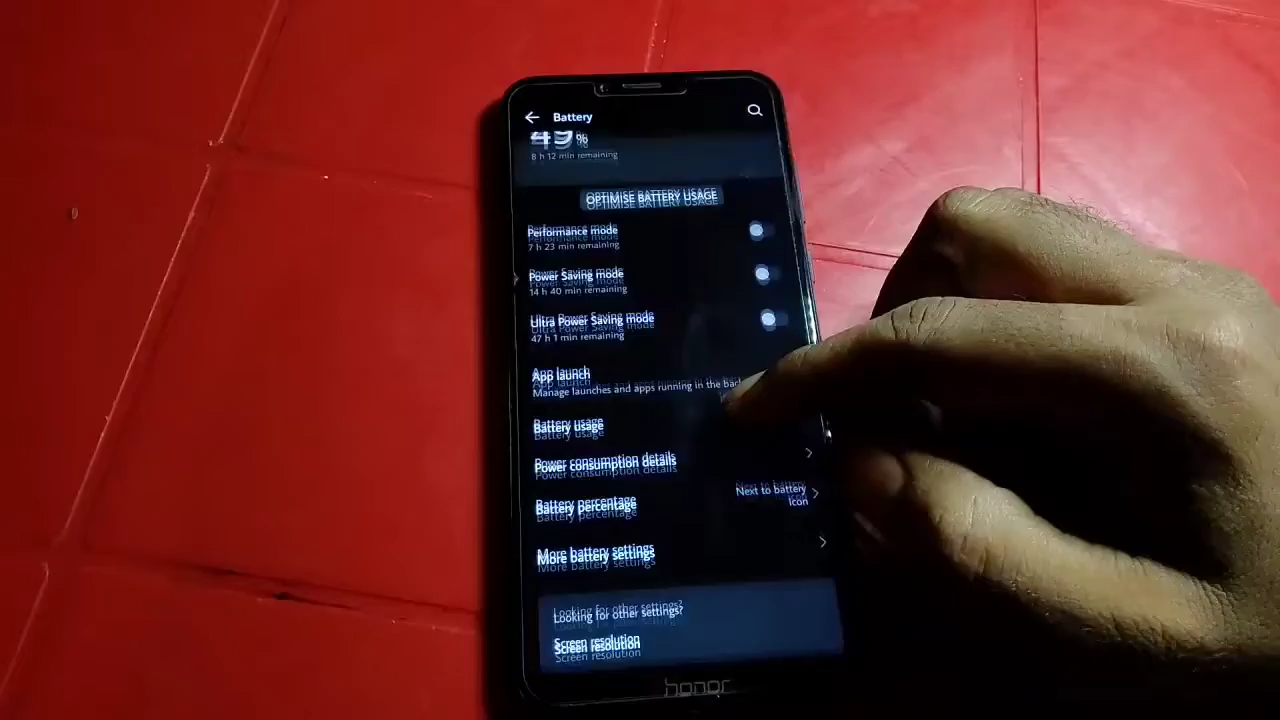 Battery
49%
8 h 12 min remaining
OPTIMISE BATTERY USAGE
Performance mode
7 h 23 min remaining
Power Saving mode
14 h 40 min remaining
Ultra Power Saving mode
47 h 1 min remaining
App launch
Manage launches and apps running in the
Battery usage
Power consumption details
Battery percentage
Next to battery
icon
More battery settings
Looking for other settings?
Screen resolution
honor